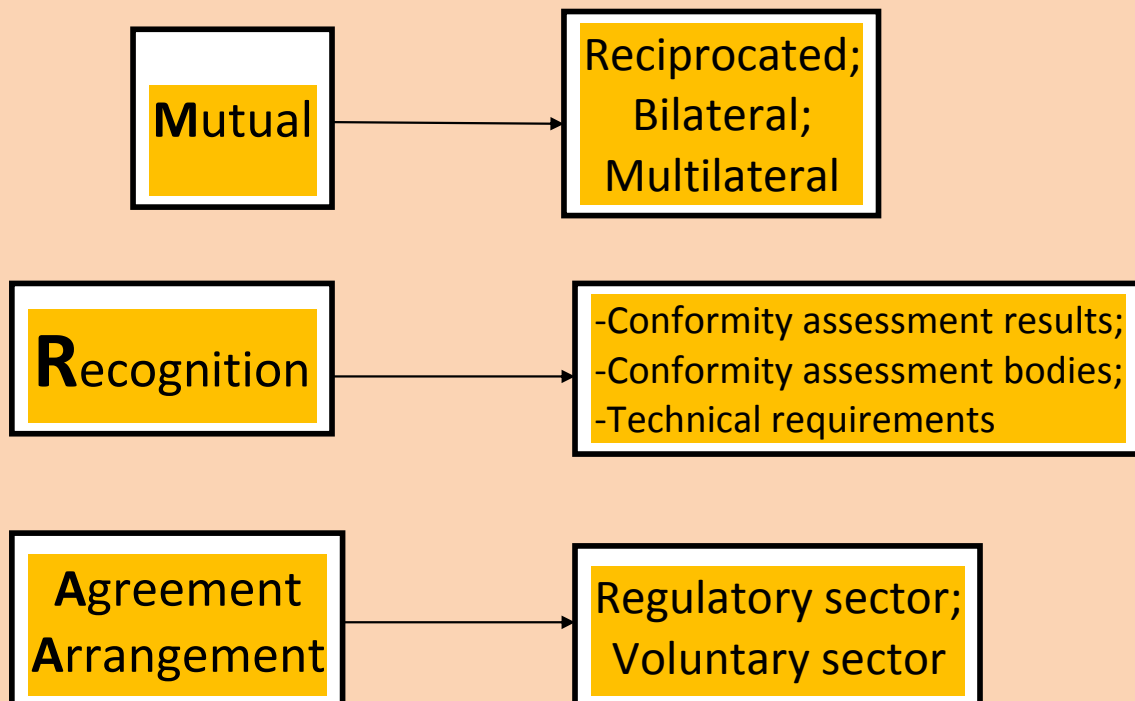 Mutual
Reciprocated;
Bilateral;
Multilateral
Recognition
-Conformity assessment results;
-Conformity assessment bodies;
-Technical requirements
Agreement
Arrangement
Regulatory sector;
Voluntary sector